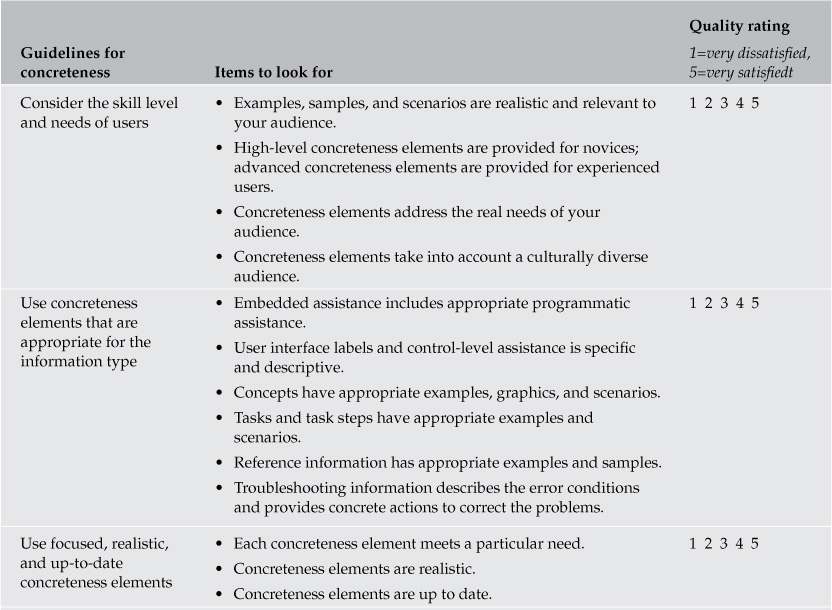 Quality rating
Guidelines for
concreteness
Items to look for
1=very dissatisfied,
5=very satisfiedt
Consider the skill level
and needs of users
• Examples, samples, and scenarios are realistic and relevant to
your audience.
• High-level concreteness elements are provided for novices;
advanced concreteness elements are provided for experienced
users.
• Concreteness elements address the real needs of your
audience.
• Concreteness elements take into account a culturally diverse
audience.
1 2 3 4 5
Use concreteness
elements that are
appropriate for the
information type
• Embedded assistance includes appropriate programmatic
assistance.
• User interface labels and control-level assistance is specific
and descriptive.
• Concepts have appropriate examples, graphics, and scenarios.
• Tasks and task steps have appropriate examples and
scenarios.
• Reference information has appropriate examples and samples.
• Troubleshooting information describes the error conditions
and provides concrete actions to correct the problems.
1 2 3 4 5
Use focused, realistic,
and up-to-date
concreteness elements
• Each concreteness element meets a particular need.
• Concreteness elements are realistic.
• Concreteness elements are up to date.
1 2 3 4 5